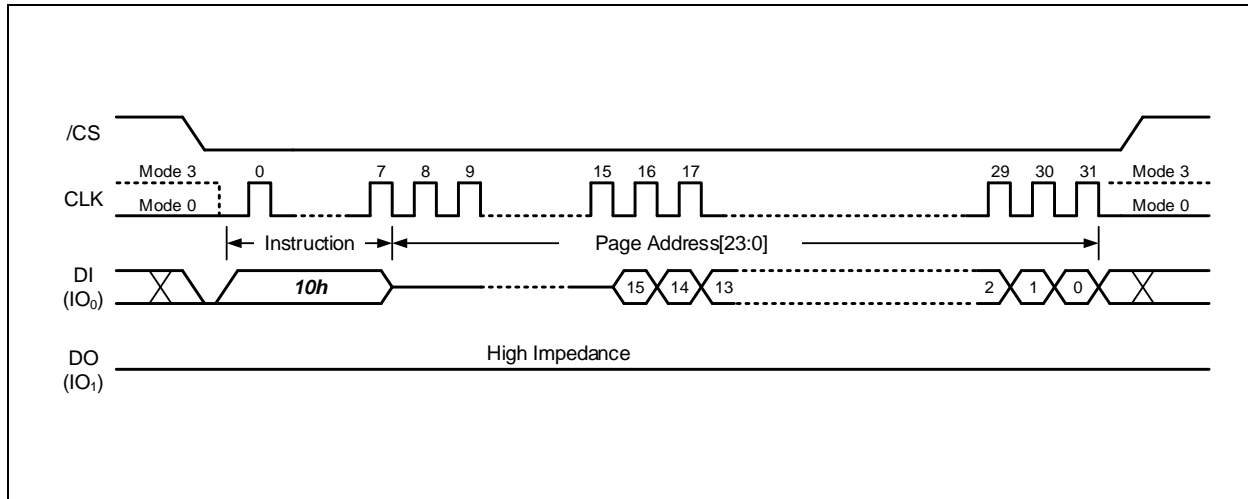 /CS
Mode 3 0 7 8 9 15 16 17 29 30 31 Mode 3
CLK
Mode 0 Mode 0
Instruction Page Address[23:0]
DI 10h 15 14 13 2 1 0
(IO₀)
High Impedance
DO
(IO₁)